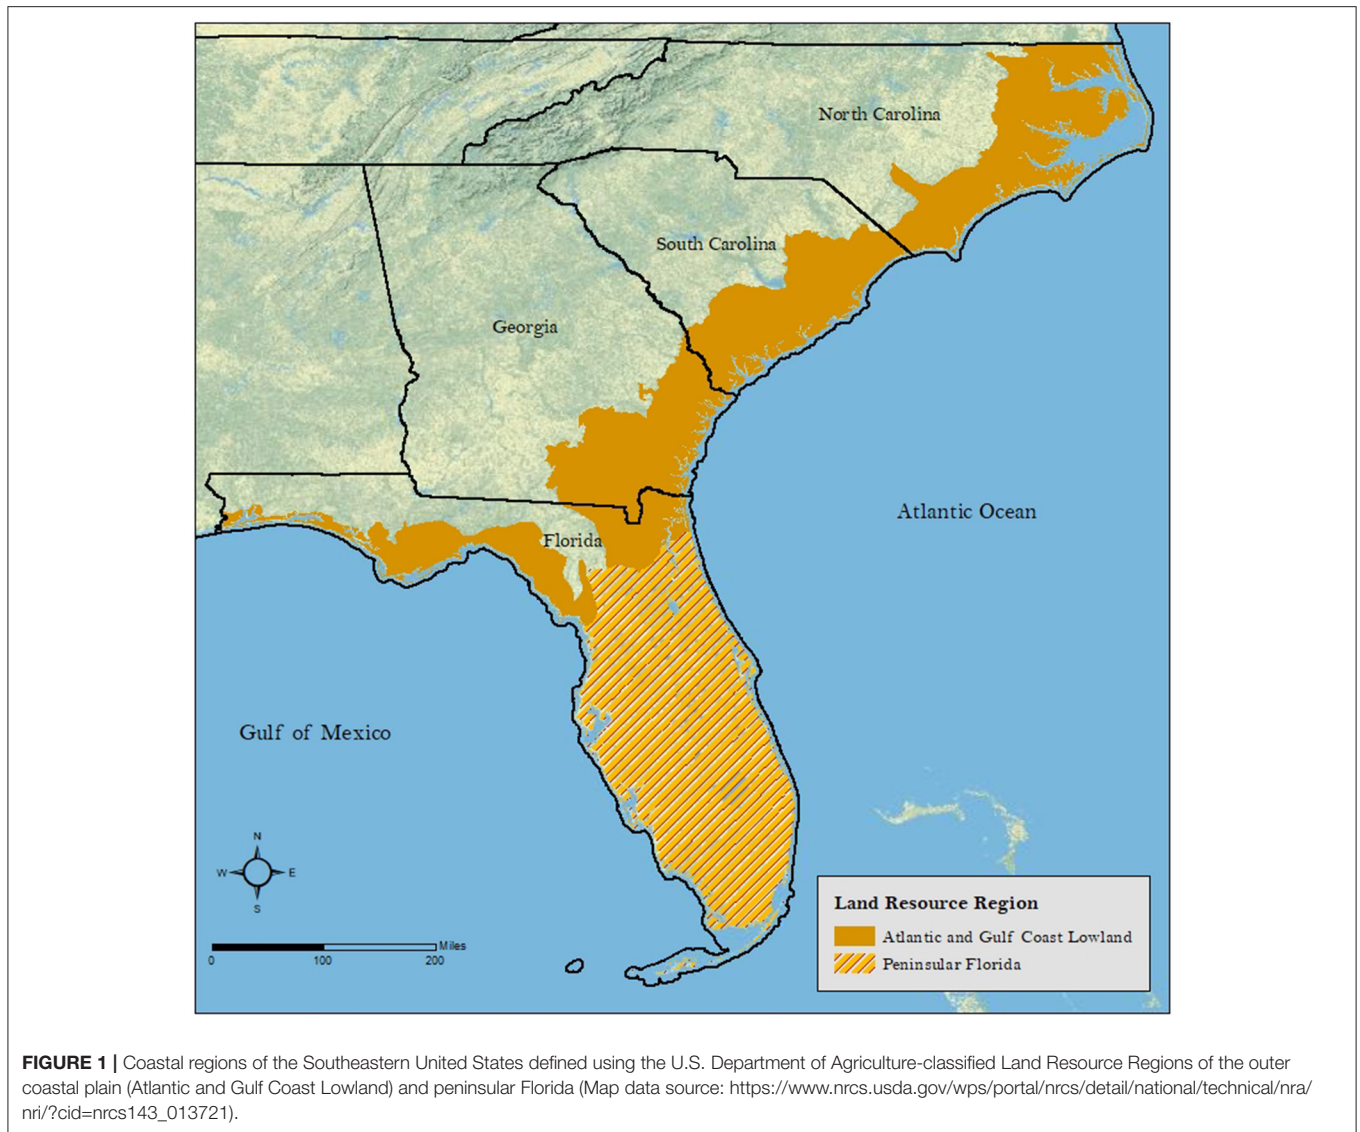 North Carolina
South Carolina
Georgia
Atlantic Ocean
Florida
Gulf of Mexico
N
W E
S
Miles
0 100 200
Land Resource Region
Atlantic and Gulf Coast Lowland
Peninsular Florida
FIGURE 1 | Coastal regions of the Southeastern United States defined using the U.S. Department of Agriculture-classified Land Resource Regions of the outer
coastal plain (Atlantic and Gulf Coast Lowland) and peninsular Florida (Map data source: https://www.nrcs.usda.gov/wps/portal/nrcs/detail/national/technical/nra/
nri/?cid=nrcs143_013721).